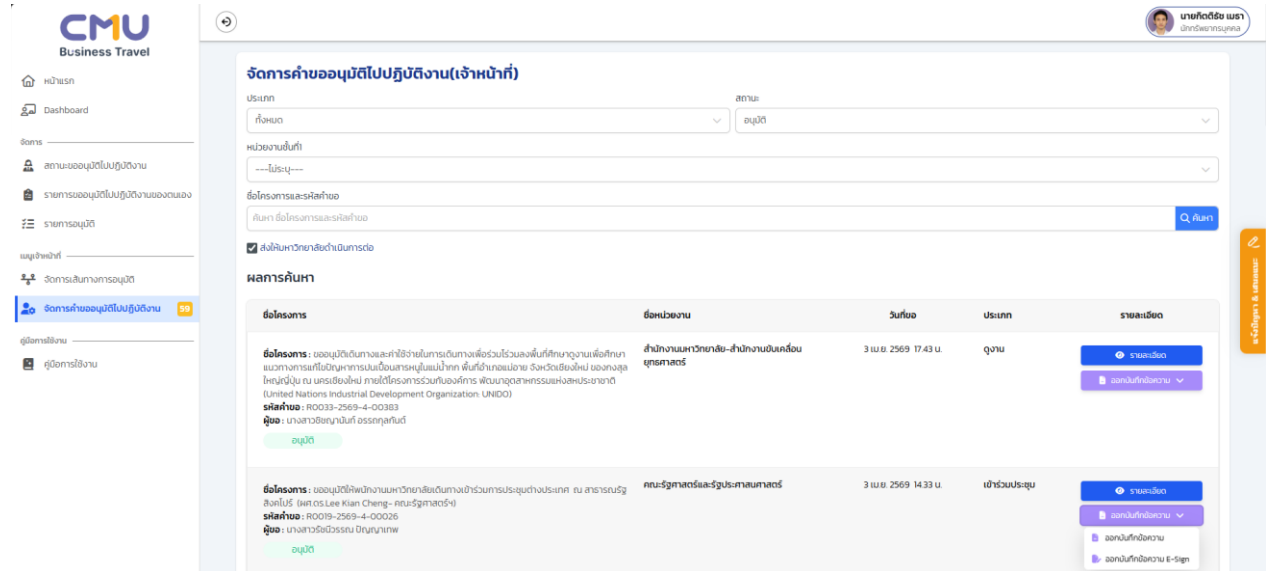 CMU
Business Travel
หน้าแรก
Dashboard
จัดการ
สถานะขออนุมัติไปปฏิบัติงาน
รายการขออนุมัติไปปฏิบัติงานของตนเอง
รายการอนุมัติ
เมนูเจ้าหน้าที่
จัดการเส้นทางการอนุมัติ
จัดการคำขออนุมัติไปปฏิบัติงาน 59
คู่มือการใช้งาน
คู่มือการใช้งาน
นายกิตติธัช เมธา
นักทรัพยากรบุคคล
จัดการคำขออนุมัติไปปฏิบัติงาน(เจ้าหน้าที่)
ประเภท สถานะ
ทั้งหมด อนุมัติ
หน่วยงานชั้นที่1
---ไม่ระบุ---
ชื่อโครงการและรหัสคำขอ
ค้นหา ชื่อโครงการและรหัสคำขอ ค้นหา
ส่งให้มหาวิทยาลัยดำเนินการต่อ
ผลการค้นหา
ชื่อโครงการ ชื่อหน่วยงาน วันที่ขอ ประเภท รายละเอียด
ชื่อโครงการ : ขออนุมัติเดินทางและค่าใช้จ่ายในการเดินทางเพื่อร่วมโร่วมลงพื้นที่ศึกษาดูงานเพื่อศึกษา
แนวทางการแก้ไขปัญหาการปนเปื้อนสารหนูในแม่น้ำกก พื้นที่อำเภอแม่อาย จังหวัดเชียงใหม่ ของกงสุล
ใหญ่ญี่ปุ่น ณ นครเชียงใหม่ ภายใต้โครงการร่วมกับองค์การ พัฒนาอุตสาหกรรมแห่งสหประชาชาติ
(United Nations Industrial Development Organization: UNIDO)
รหัสคำขอ : R0033-2569-4-00383
ผู้ขอ : นางสาวชิชญานันท์ อรรถกุลกันต์
อนุมัติ
สำนักงานมหาวิทยาลัย-สำนักงานขับเคลื่อน
ยุทธศาสตร์
3 เม.ย. 2569 17.43 น.
ดูงาน
รายละเอียด
ออกบันทึกข้อความ
ชื่อโครงการ : ขออนุมัติให้พนักงานมหาวิทยาลัยเดินทางเข้าร่วมการประชุมต่างประเทศ ณ สาธารณรัฐ
สิงคโปร์ (ผศ.ดร.Lee Kian Cheng- คณะรัฐศาสตร์ฯ)
รหัสคำขอ : R0019-2569-4-00026
ผู้ขอ : นางสาวรัชนีวรรณ ปัญญาเทพ
อนุมัติ
คณะรัฐศาสตร์และรัฐประศาสนศาสตร์
3 เม.ย. 2569 14.33 น.
เข้าร่วมประชุม
รายละเอียด
ออกบันทึกข้อความ
ออกบันทึกข้อความ
ออกบันทึกข้อความ E-Sign
แจ้งปัญหา & เสนอแนะ